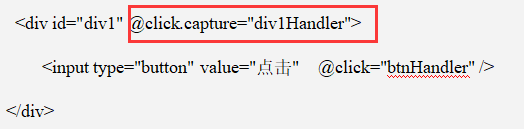 <div id="div1" @click.capture="div1Handler">
<input type="button" value="点击" @click="btnHandler" />
</div>